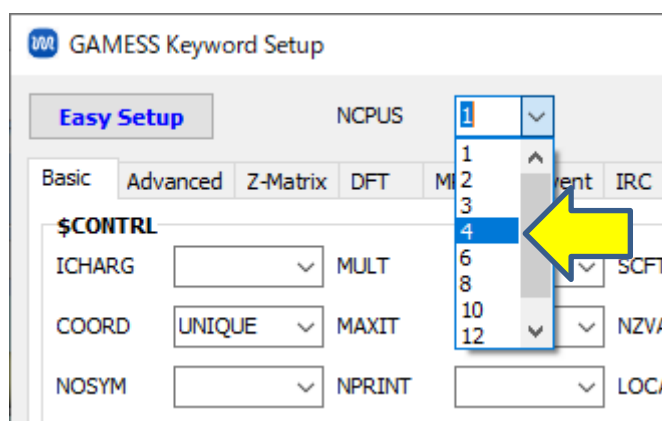 GAMESS Keyword Setup
Easy Setup NCPUS 1
1
Basic Advanced Z-Matrix DFT 2 IRC
3
$CONTRL
4
ICHARG MULT 6
8
COORD UNIQUE MAXIT 10
12
NOSYM NPRINT